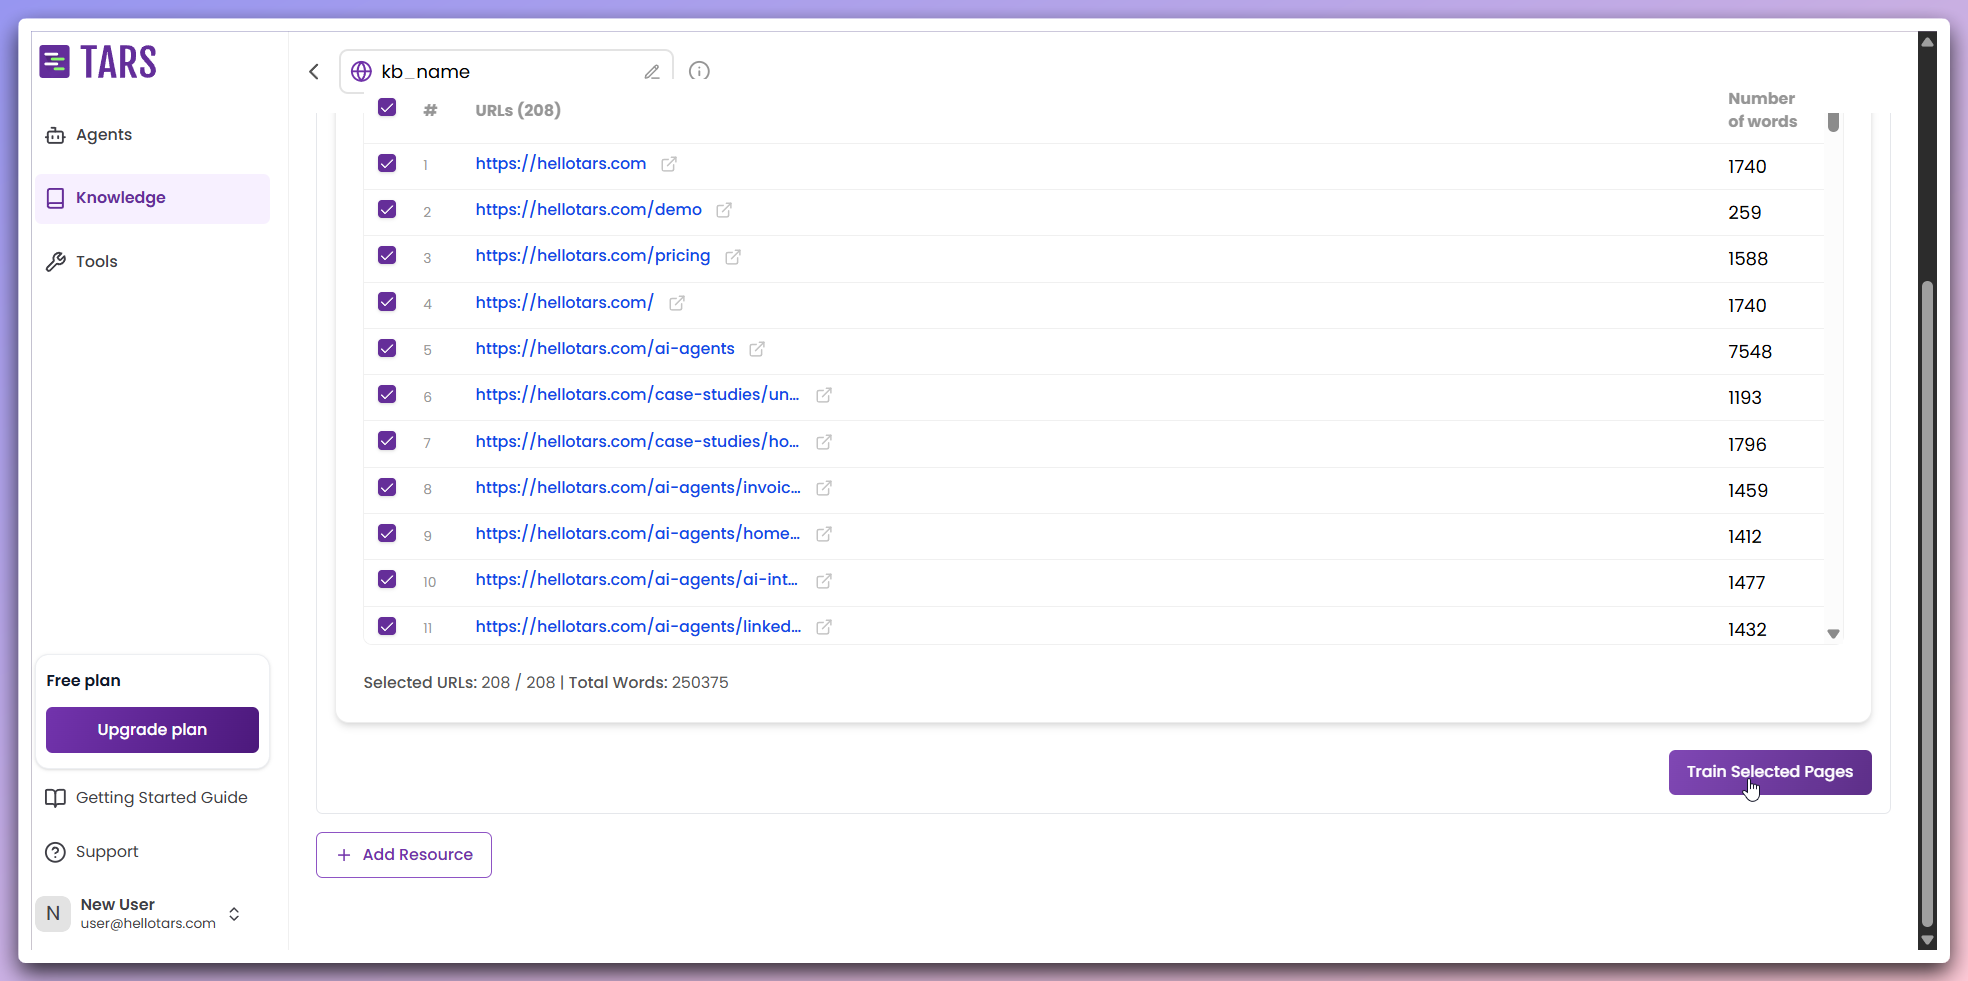 TARS
Agents
Knowledge
Tools
Free plan
Upgrade plan
Getting Started Guide
Support
N
New User
user@hellotars.com
kb_name
# URLs (208) Number of words
1 https://hellotars.com 1740
2 https://hellotars.com/demo 259
3 https://hellotars.com/pricing 1588
4 https://hellotars.com/ 1740
5 https://hellotars.com/ai-agents 7548
6 https://hellotars.com/case-studies/un... 1193
7 https://hellotars.com/case-studies/ho... 1796
8 https://hellotars.com/ai-agents/invoic... 1459
9 https://hellotars.com/ai-agents/home... 1412
10 https://hellotars.com/ai-agents/ai-int... 1477
11 https://hellotars.com/ai-agents/linked... 1432
Selected URLs: 208 / 208 | Total Words: 250375
Train Selected Pages
+ Add Resource